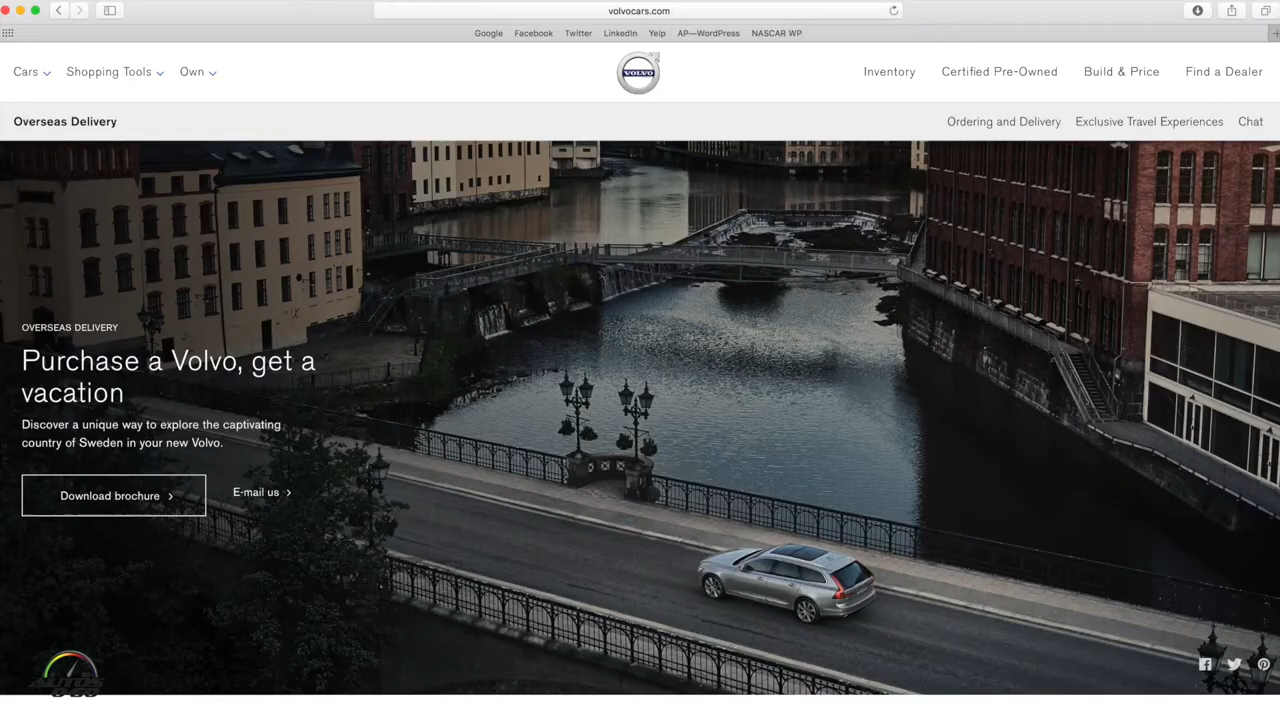 volvocars.com
Google Facebook Twitter LinkedIn Yelp AP—WordPress NASCAR WP
Cars Shopping Tools Own
VOLVO
Inventory Certified Pre-Owned Build & Price Find a Dealer
Overseas Delivery
Ordering and Delivery Exclusive Travel Experiences Chat
OVERSEAS DELIVERY
Purchase a Volvo, get a
vacation
Discover a unique way to explore the captivating
country of Sweden in your new Volvo.
Download brochure
E-mail us
AUTOS
0-60